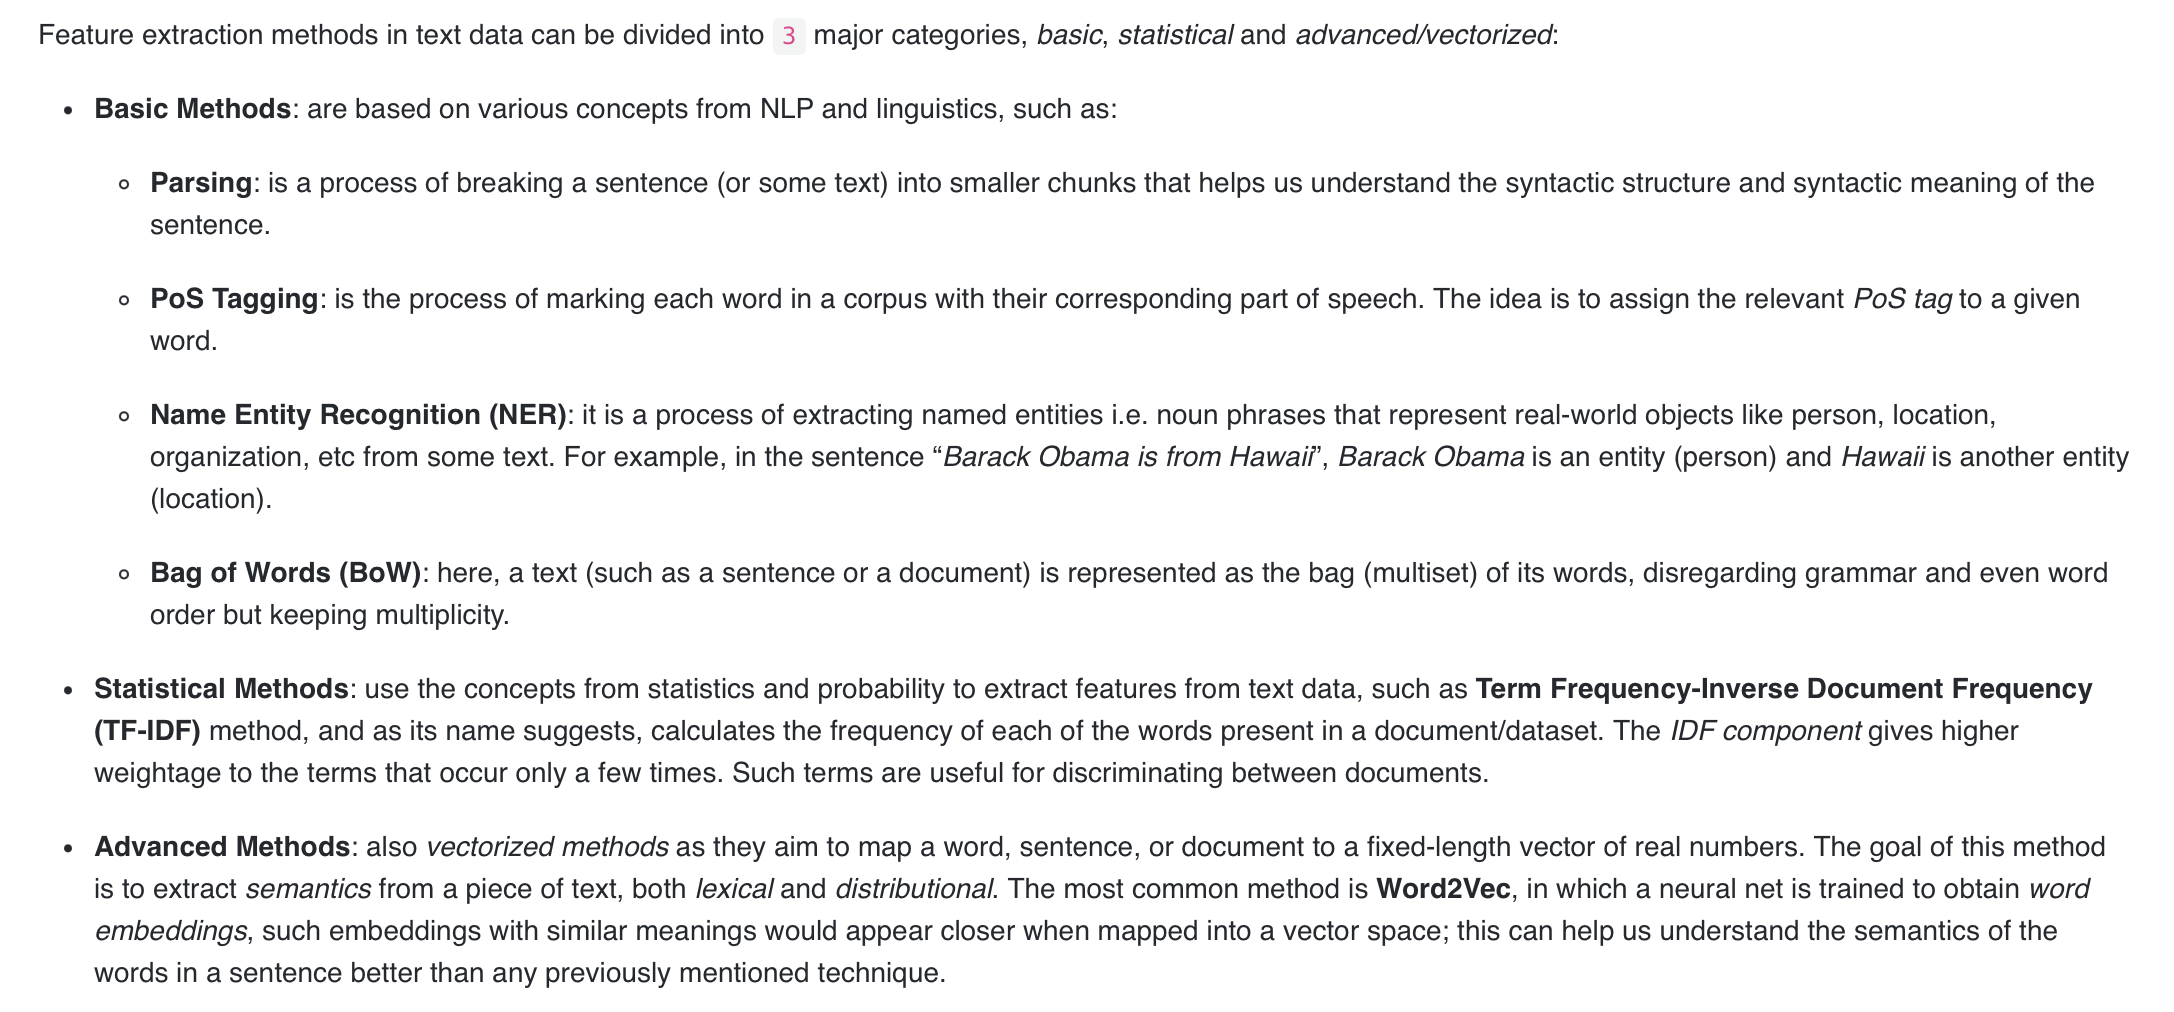 Feature extraction methods in text data can be divided into 3 major categories, basic, statistical and advanced/vectorized:
• Basic Methods: are based on various concepts from NLP and linguistics, such as:
◦ Parsing: is a process of breaking a sentence (or some text) into smaller chunks that helps us understand the syntactic structure and syntactic meaning of the
sentence.
◦ PoS Tagging: is the process of marking each word in a corpus with their corresponding part of speech. The idea is to assign the relevant PoS tag to a given
word.
◦ Name Entity Recognition (NER): it is a process of extracting named entities i.e. noun phrases that represent real-world objects like person, location,
organization, etc from some text. For example, in the sentence “Barack Obama is from Hawaii”, Barack Obama is an entity (person) and Hawaii is another entity
(location).
◦ Bag of Words (BoW): here, a text (such as a sentence or a document) is represented as the bag (multiset) of its words, disregarding grammar and even word
order but keeping multiplicity.
• Statistical Methods: use the concepts from statistics and probability to extract features from text data, such as Term Frequency-Inverse Document Frequency
(TF-IDF) method, and as its name suggests, calculates the frequency of each of the words present in a document/dataset. The IDF component gives higher
weightage to the terms that occur only a few times. Such terms are useful for discriminating between documents.
• Advanced Methods: also vectorized methods as they aim to map a word, sentence, or document to a fixed-length vector of real numbers. The goal of this method
is to extract semantics from a piece of text, both lexical and distributional. The most common method is Word2Vec, in which a neural net is trained to obtain word
embeddings, such embeddings with similar meanings would appear closer when mapped into a vector space; this can help us understand the semantics of the
words in a sentence better than any previously mentioned technique.